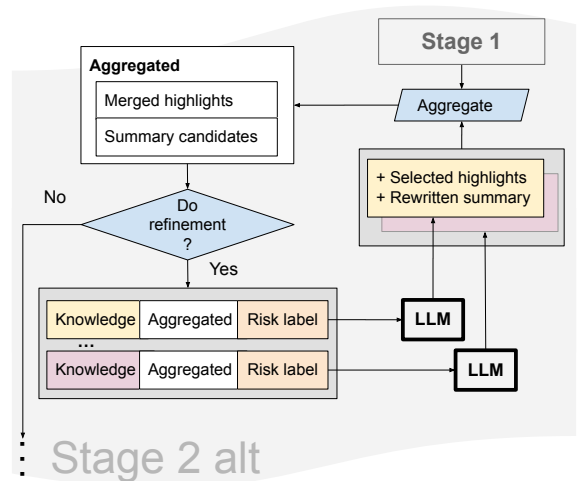 Stage 1
Aggregated
Merged highlights
Summary candidates
Aggregate
+ Selected highlights
+ Rewritten summary
No
Do
refinement
?
Yes
Knowledge Aggregated Risk label
...
Knowledge Aggregated Risk label
LLM
LLM
Stage 2 alt